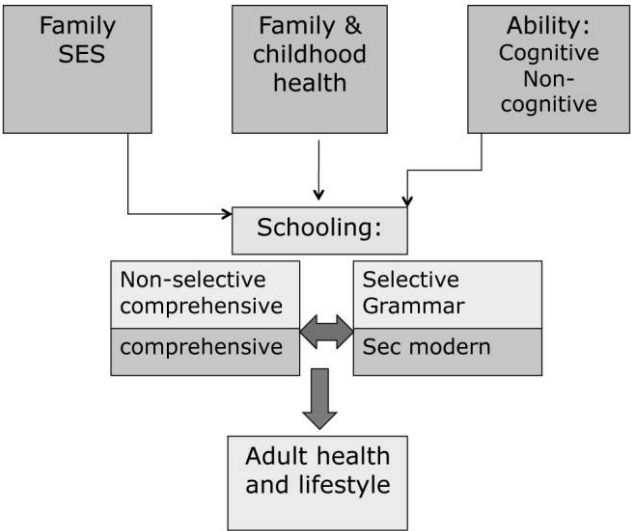 Family
SES
Family &
childhood
health
Ability:
Cognitive
Non-
cognitive
Schooling:
Non-selective
comprehensive
Selective
Grammar
comprehensive
Sec modern
Adult health
and lifestyle